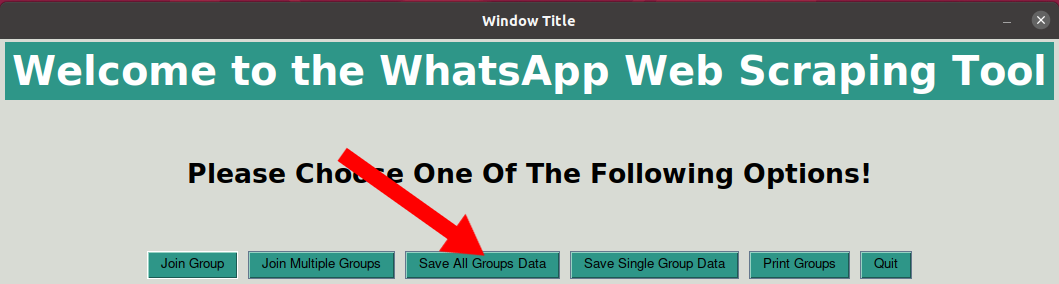 Window Title
Welcome to the WhatsApp Web Scraping Tool
Please Choose One Of The Following Options!
Join Group Join Multiple Groups Save All Groups Data Save Single Group Data Print Groups Quit